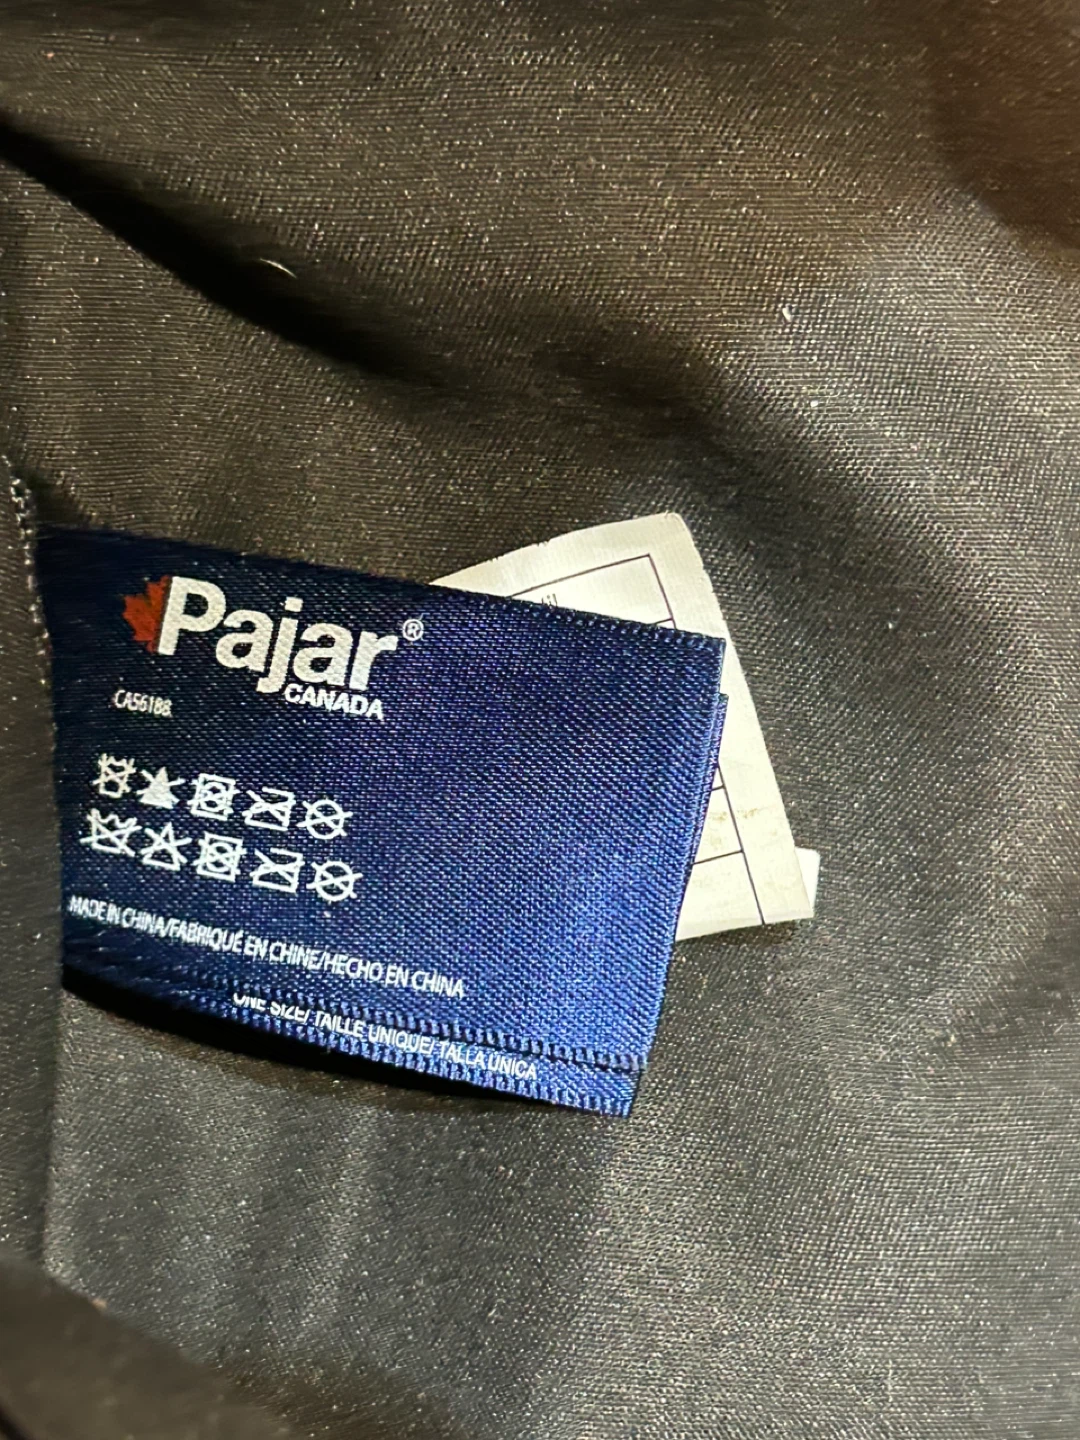 Pajar®
CANADA
CA56188
MADE IN CHINA/FABRIQUÉ EN CHINE/HECHO EN CHINA
ONE SIZE/ TAILLE UNIQUE/ TALLA ÚNICA